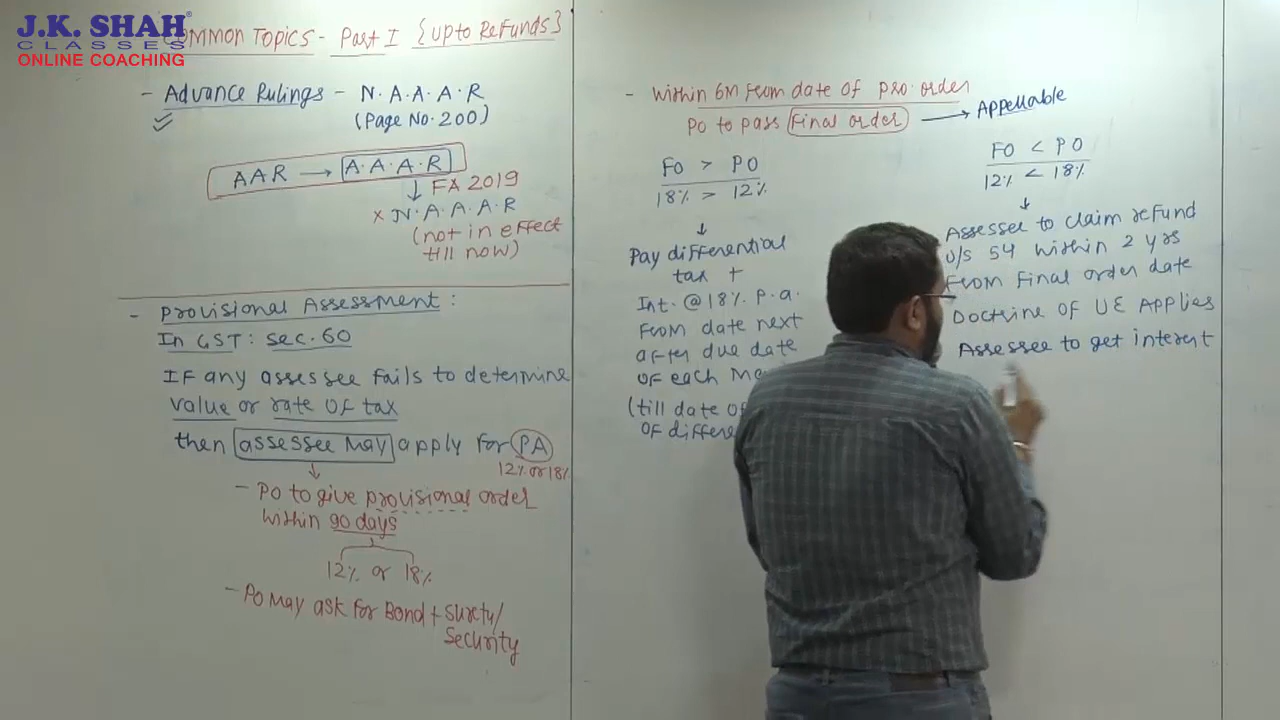 J.K. SHAH
CLASSES
ONLINE COACHING
COMMON TOPICS - Part I {upto Refunds}
- Advance Rulings - N.A.A.A.R
(Page No. 200)
AAR → A.A.A.R
↓ FA 2019
x N.A.A.A.R
(not in effect
till now)
- Provisional Assessment :
In GST : sec. 60
If any assessee fails to determine
value or rate of tax
then assessee may apply for PA
12% or 18%
- PO to give provisional order
within 90 days
12% or 18%
- PO may ask for Bond + surety/
security
- within 6M from date of pro. order
PO to pass Final order → Appellable
FO > PO
18% > 12%
↓
Pay differential
tax +
Int. @ 18% p.a.
From date next
after due date
of each
(till date of
of
FO < PO
12% < 18%
↓
Assessee to claim refund
u/s 54 within 2 yrs
from Final order date
Doctrine of UE Applies
Assessee to get interest